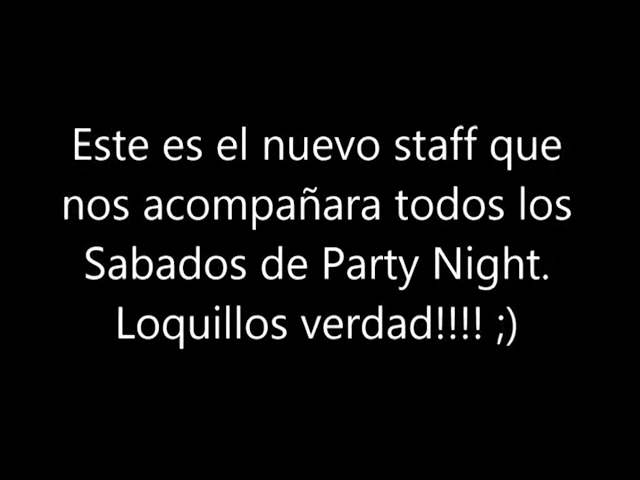 Este es el nuevo staff que
nos acompañara todos los
Sabados de Party Night.
Loquillos verdad!!!! ;)